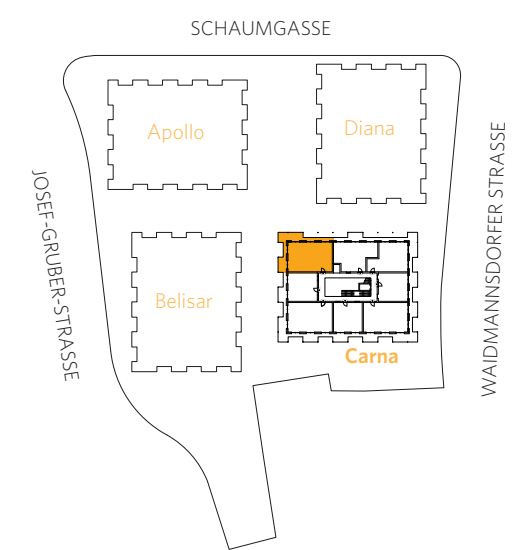 SCHAUMGASSE
Apollo
Diana
JOSEF-GRUBER-STRASSE
WAIDMANNSDORFER STRASSE
Belisar
Carna